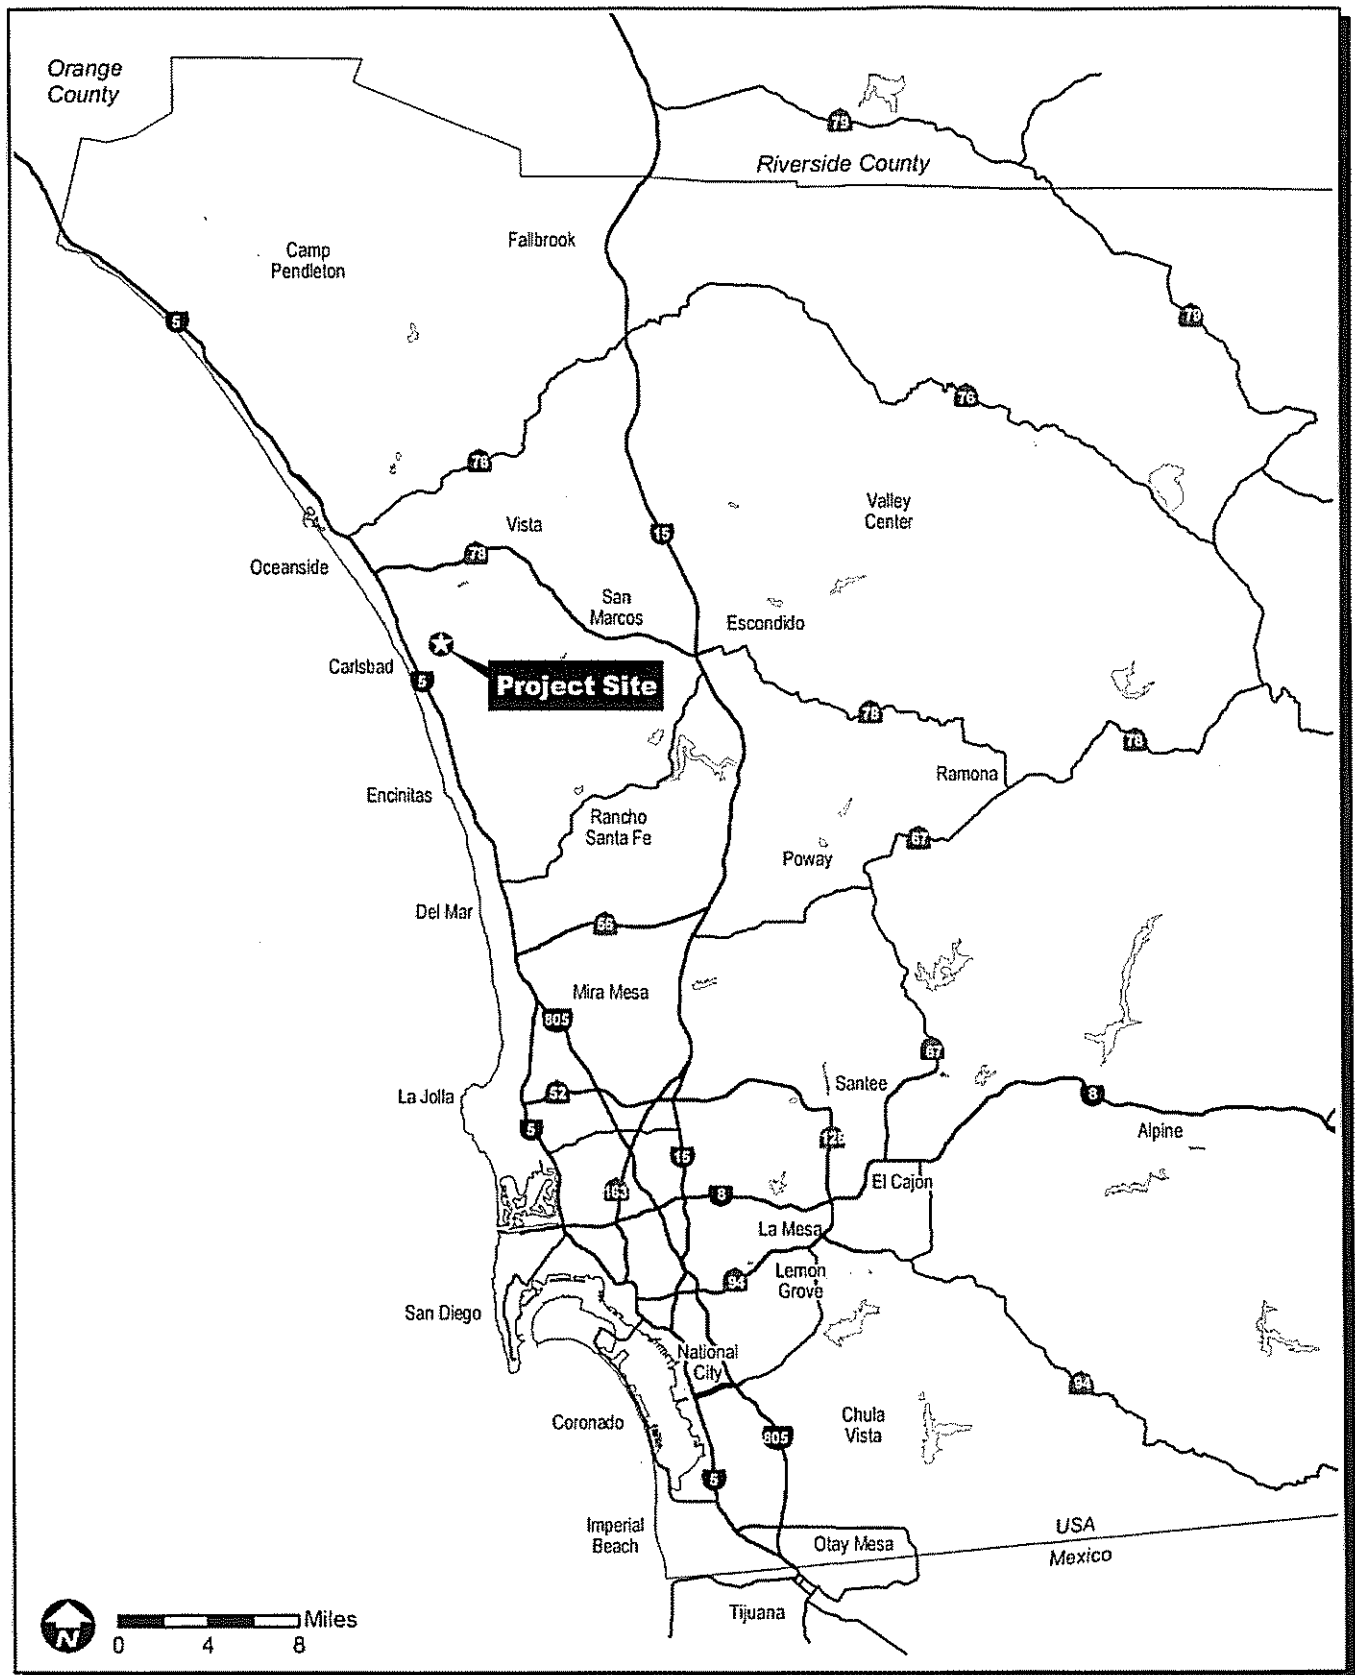 Orange
County
79
Riverside County
Fallbrook
Camp
Pendleton
5
79
76
76
Valley
Center
Vista
15
78
Oceanside
San
Marcos
Escondido
Carlsbad
5
Project Site
78
78
Ramona
Encinitas
Rancho
Santa Fe
67
Poway
Del Mar
56
Mira Mesa
805
67
Santee
La Jolla
52
8
5
Alpine
15
El Cajon
163
8
La Mesa
94
Lemon
Grove
San Diego
National
City
94
Coronado
Chula
Vista
805
5
Imperial
Beach
USA
Otay Mesa
Mexico
N
Miles
0 4 8
Tijuana